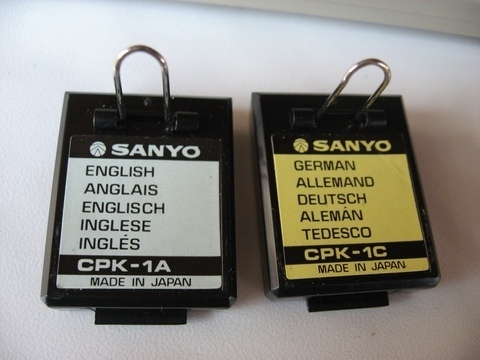 SANYO
ENGLISH
ANGLAIS
ENGLISCH
INGLESE
INGLÉS
CPK-1A
MADE IN JAPAN
SANYO
GERMAN
ALLEMAND
DEUTSCH
ALEMÁN
TEDESCO
CPK-1C
MADE IN JAPAN